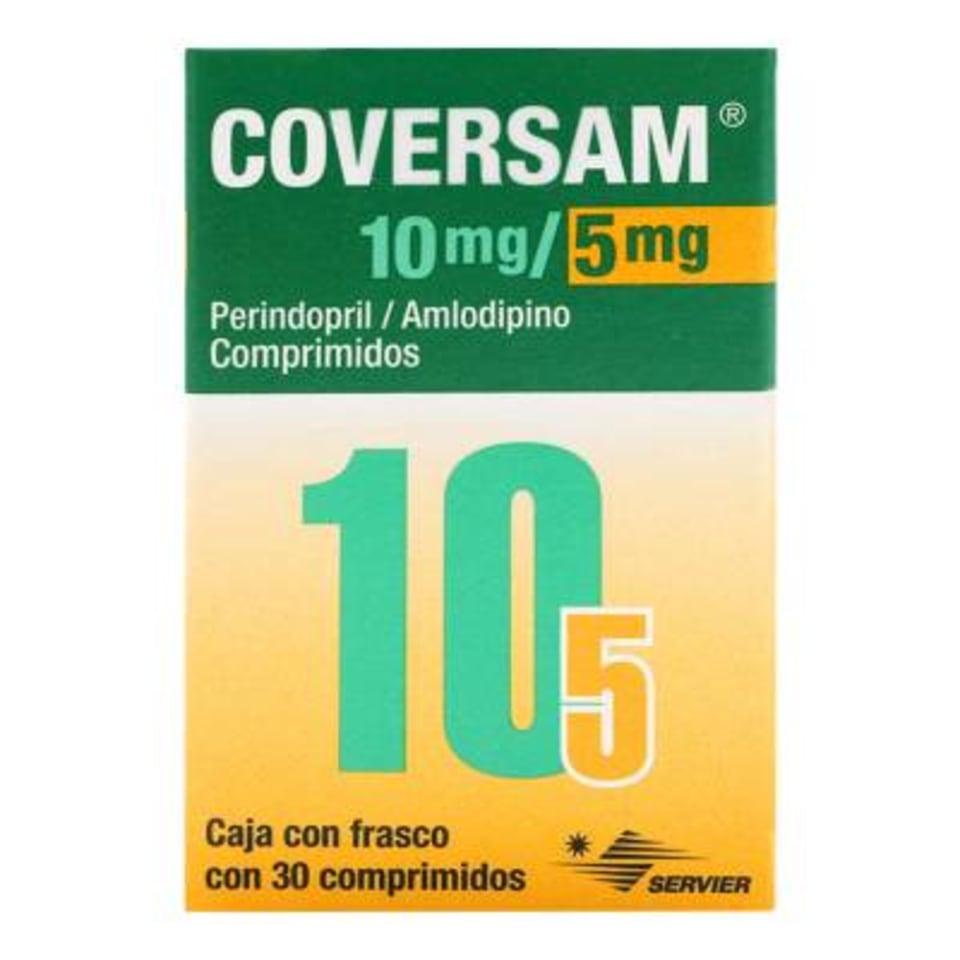 COVERSAM®
10 mg/5 mg
Perindopril / Amlodipino
Comprimidos
10
5
Caja con frasco
con 30 comprimidos
SERVIER